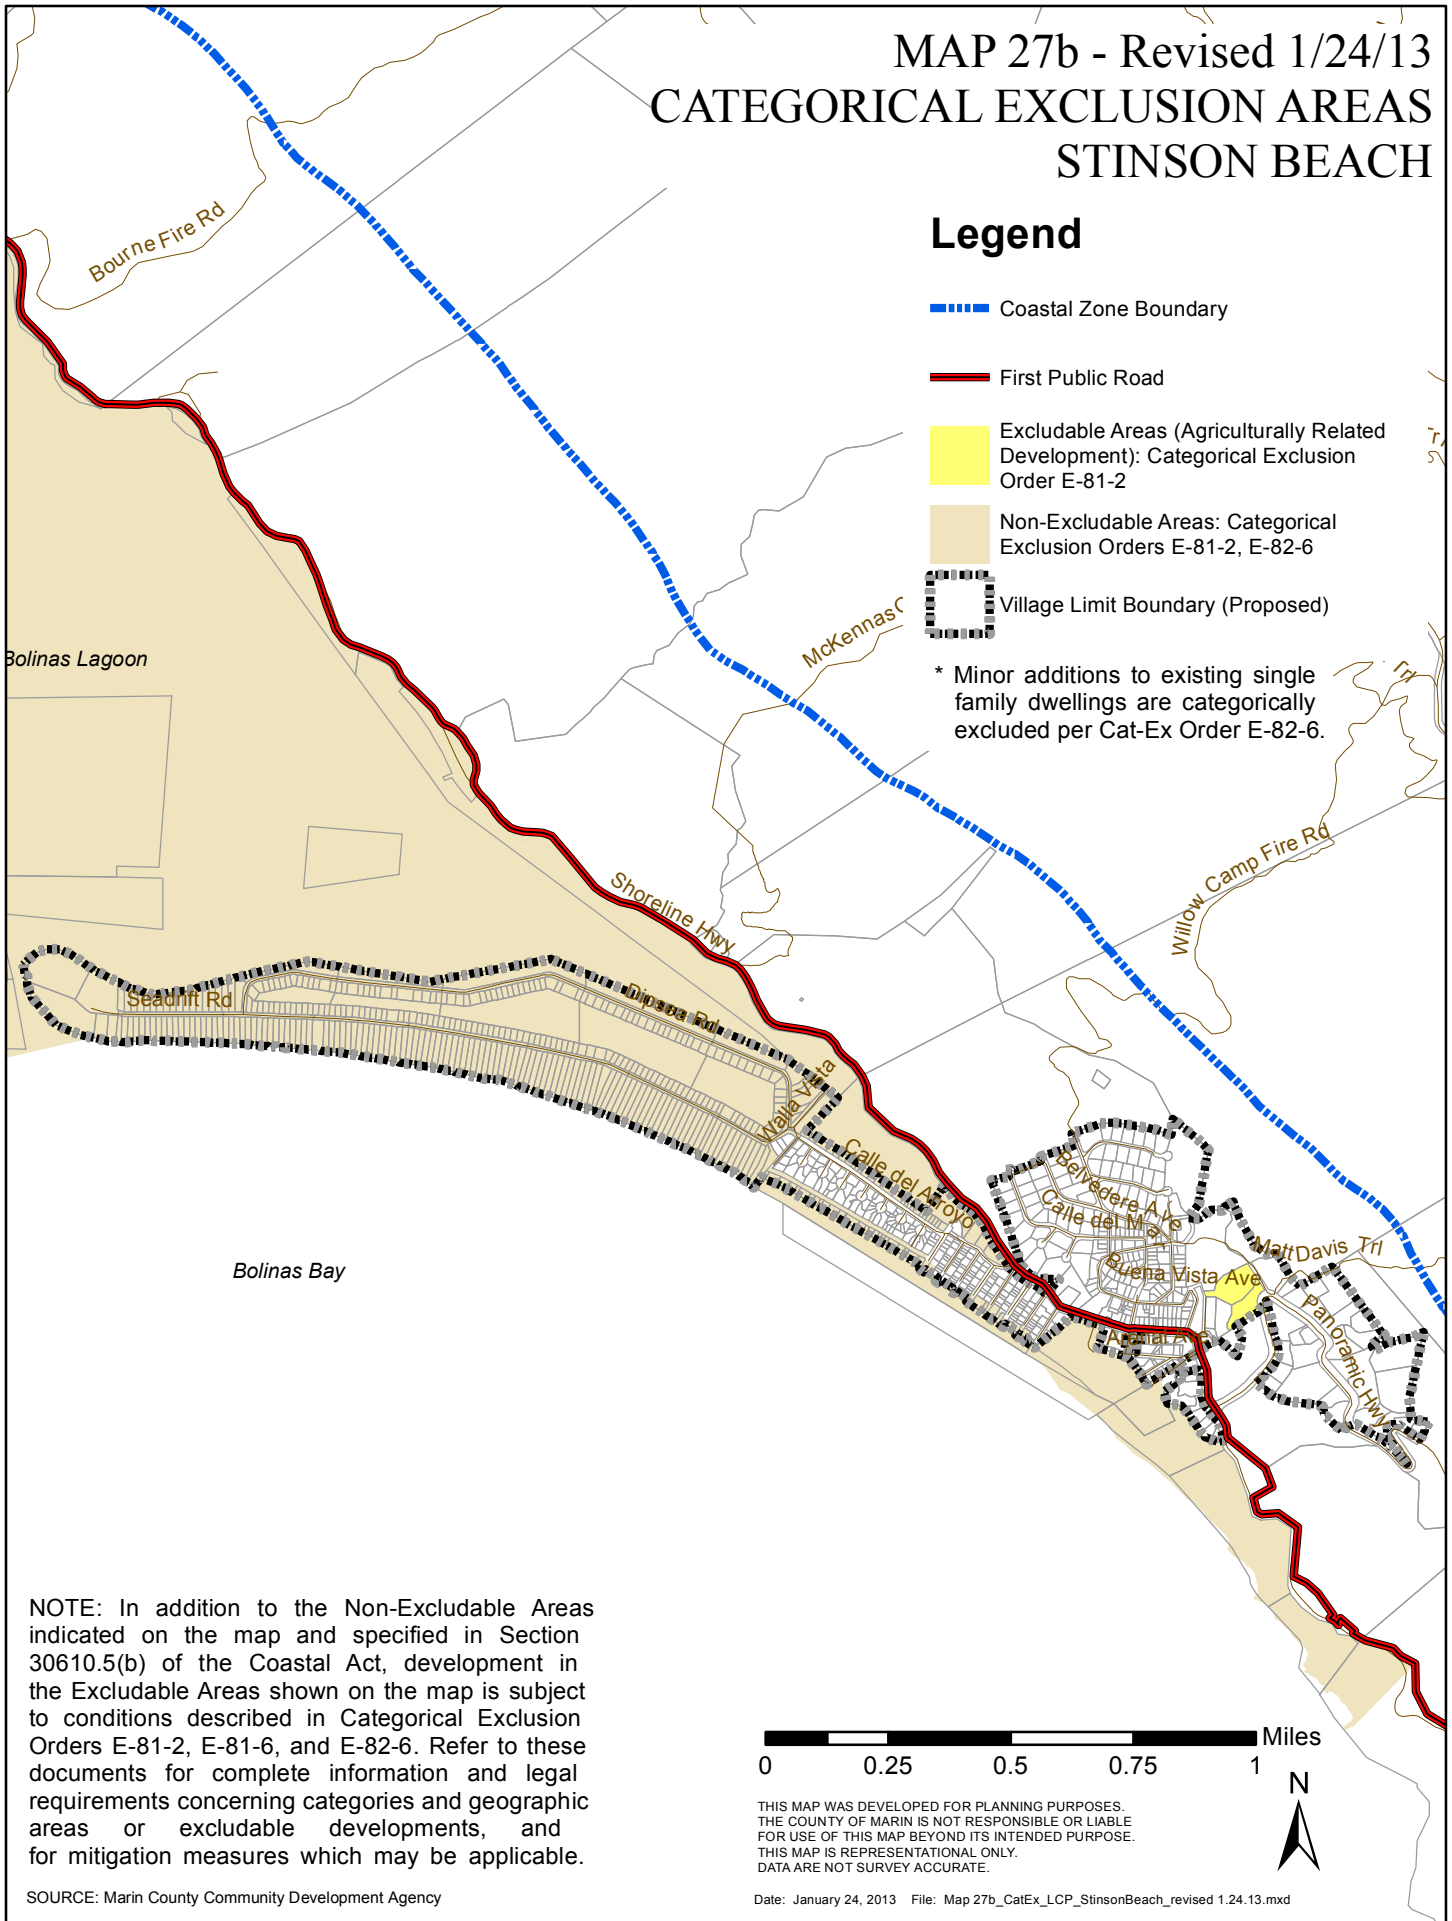 MAP 27b - Revised 1/24/13
CATEGORICAL EXCLUSION AREAS
STINSON BEACH
Legend
Coastal Zone Boundary
First Public Road
Excludable Areas (Agriculturally Related
Development): Categorical Exclusion
Order E-81-2
Non-Excludable Areas: Categorical
Exclusion Orders E-81-2, E-82-6
Village Limit Boundary (Proposed)
* Minor additions to existing single
family dwellings are categorically
excluded per Cat-Ex Order E-82-6.
Bourne Fire Rd
Bolinas Lagoon
McKennas
Trl
Willow Camp Fire Rd
Shoreline Hwy
Seadrift Rd
Dipsea Rd
Walla Vista
Calle del Arroyo
Belvedere Ave
Calle del Mar
Buena Vista Ave
Matt Davis Trl
Panoramic Hwy
Arenal Ave
Bolinas Bay
NOTE: In addition to the Non-Excludable Areas
indicated on the map and specified in Section
30610.5(b) of the Coastal Act, development in
the Excludable Areas shown on the map is subject
to conditions described in Categorical Exclusion
Orders E-81-2, E-81-6, and E-82-6. Refer to these
documents for complete information and legal
requirements concerning categories and geographic
areas or excludable developments, and
for mitigation measures which may be applicable.
SOURCE: Marin County Community Development Agency
Miles
0 0.25 0.5 0.75 1
N
THIS MAP WAS DEVELOPED FOR PLANNING PURPOSES.
THE COUNTY OF MARIN IS NOT RESPONSIBLE OR LIABLE
FOR USE OF THIS MAP BEYOND ITS INTENDED PURPOSE.
THIS MAP IS REPRESENTATIONAL ONLY.
DATA ARE NOT SURVEY ACCURATE.
Date: January 24, 2013 File: Map 27b_CatEx_LCP_StinsonBeach_revised 1.24.13.mxd